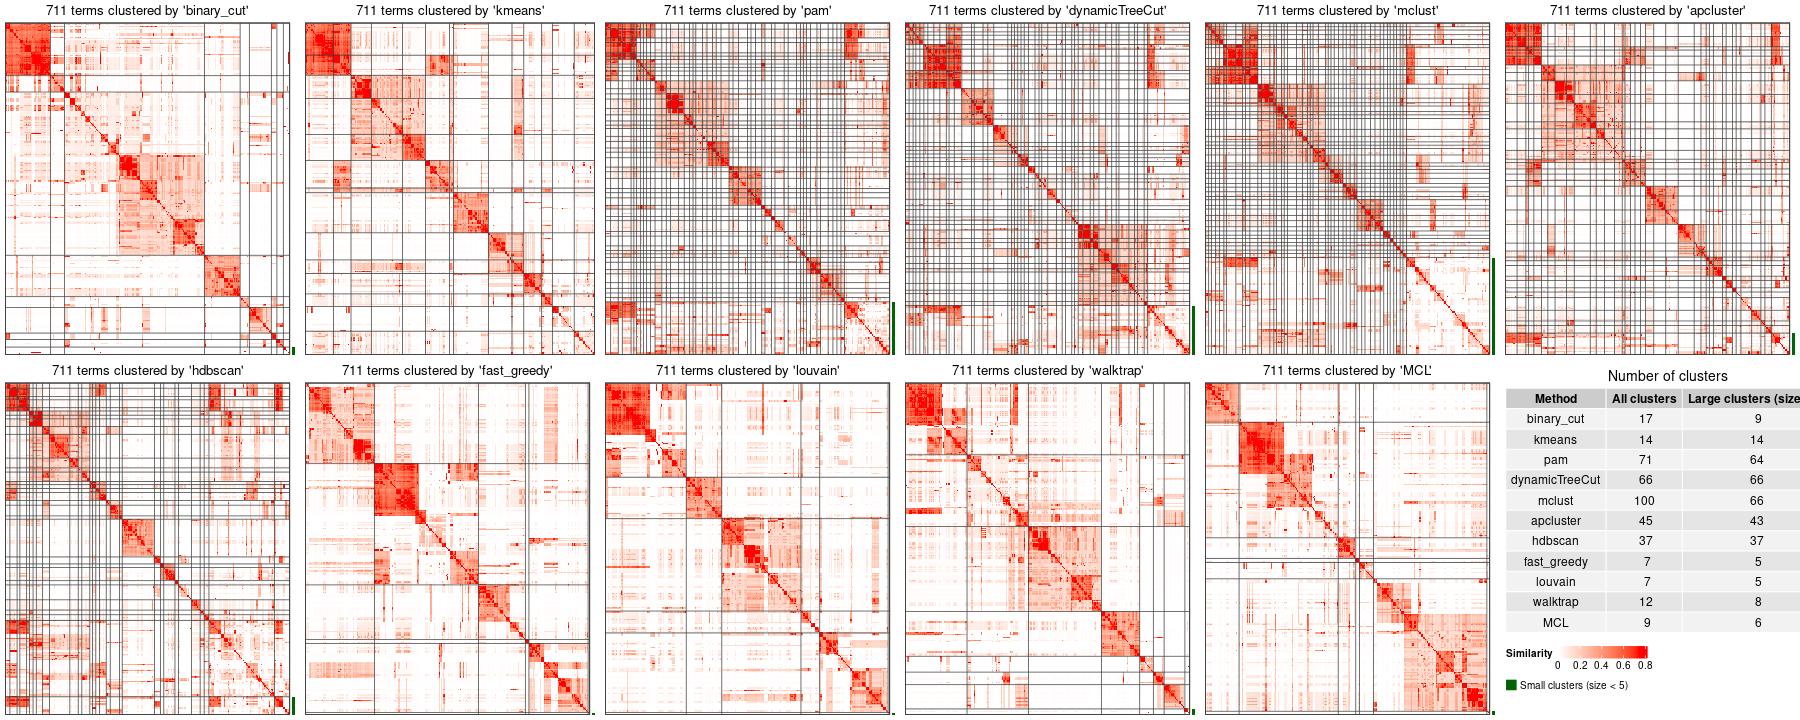 711 terms clustered by 'binary_cut'
711 terms clustered by 'kmeans'
711 terms clustered by 'pam'
711 terms clustered by 'dynamicTreeCut'
711 terms clustered by 'mclust'
711 terms clustered by 'apcluster'
711 terms clustered by 'hdbscan'
711 terms clustered by 'fast_greedy'
711 terms clustered by 'louvain'
711 terms clustered by 'walktrap'
711 terms clustered by 'MCL'
Number of clusters
Method All clusters Large clusters (size
binary_cut 17 9
kmeans 14 14
pam 71 64
dynamicTreeCut 66 66
mclust 100 66
apcluster 45 43
hdbscan 37 37
fast_greedy 7 5
louvain 7 5
walktrap 12 8
MCL 9 6
Similarity
0 0.2 0.4 0.6 0.8
Small clusters (size < 5)